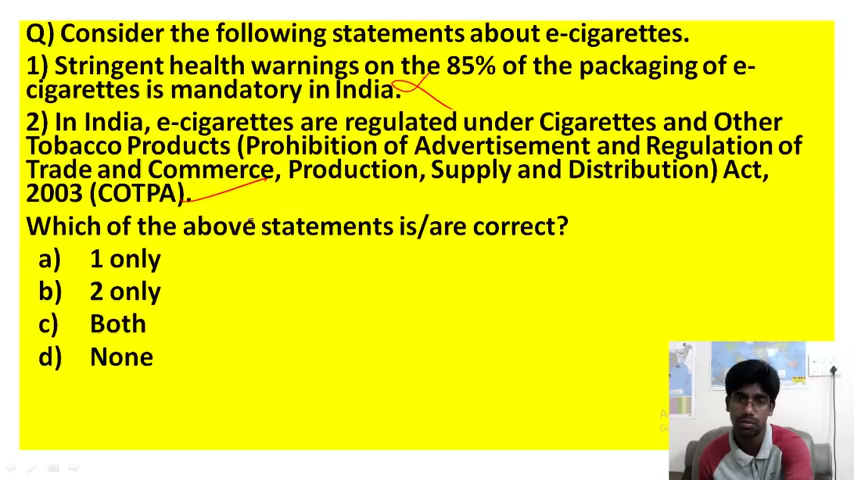 Q) Consider the following statements about e-cigarettes.
1) Stringent health warnings on the 85% of the packaging of e-
cigarettes is mandatory in India.
2) In India, e-cigarettes are regulated under Cigarettes and Other
Tobacco Products (Prohibition of Advertisement and Regulation of
Trade and Commerce, Production, Supply and Distribution) Act,
2003 (COTPA).
Which of the above statements is/are correct?
a) 1 only
b) 2 only
c) Both
d) None